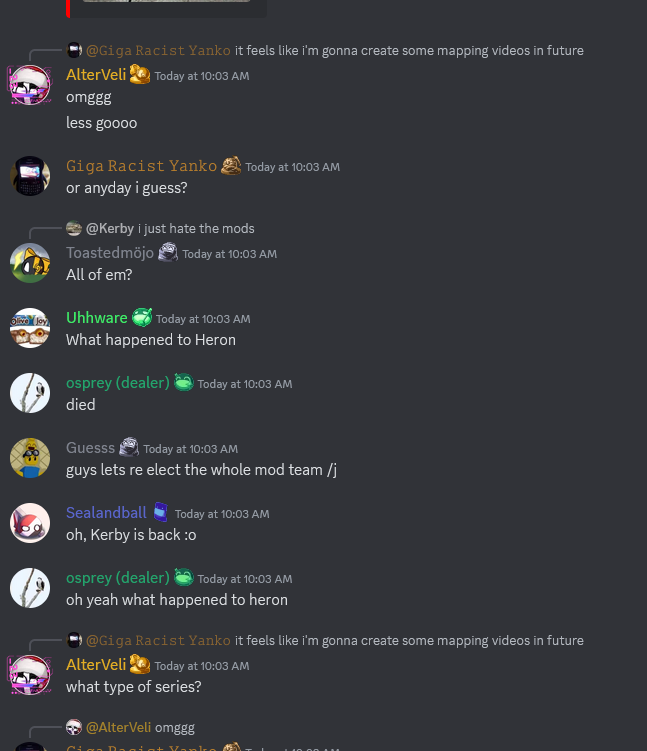 @Giga Racist Yanko it feels like i'm gonna create some mapping videos in future
AlterVeli Today at 10:03 AM
omggg
less goooo
Giga Racist Yanko Today at 10:03 AM
or anyday i guess?
@Kerby i just hate the mods
Toastedmöjo Today at 10:03 AM
All of em?
Uhhware Today at 10:03 AM
What happened to Heron
osprey (dealer) Today at 10:03 AM
died
Guesss Today at 10:03 AM
guys lets re elect the whole mod team /j
Sealandball Today at 10:03 AM
oh, Kerby is back :o
osprey (dealer) Today at 10:03 AM
oh yeah what happened to heron
@Giga Racist Yanko it feels like i'm gonna create some mapping videos in future
AlterVeli Today at 10:03 AM
what type of series?
@AlterVeli omggg
Giga Racist Yanko